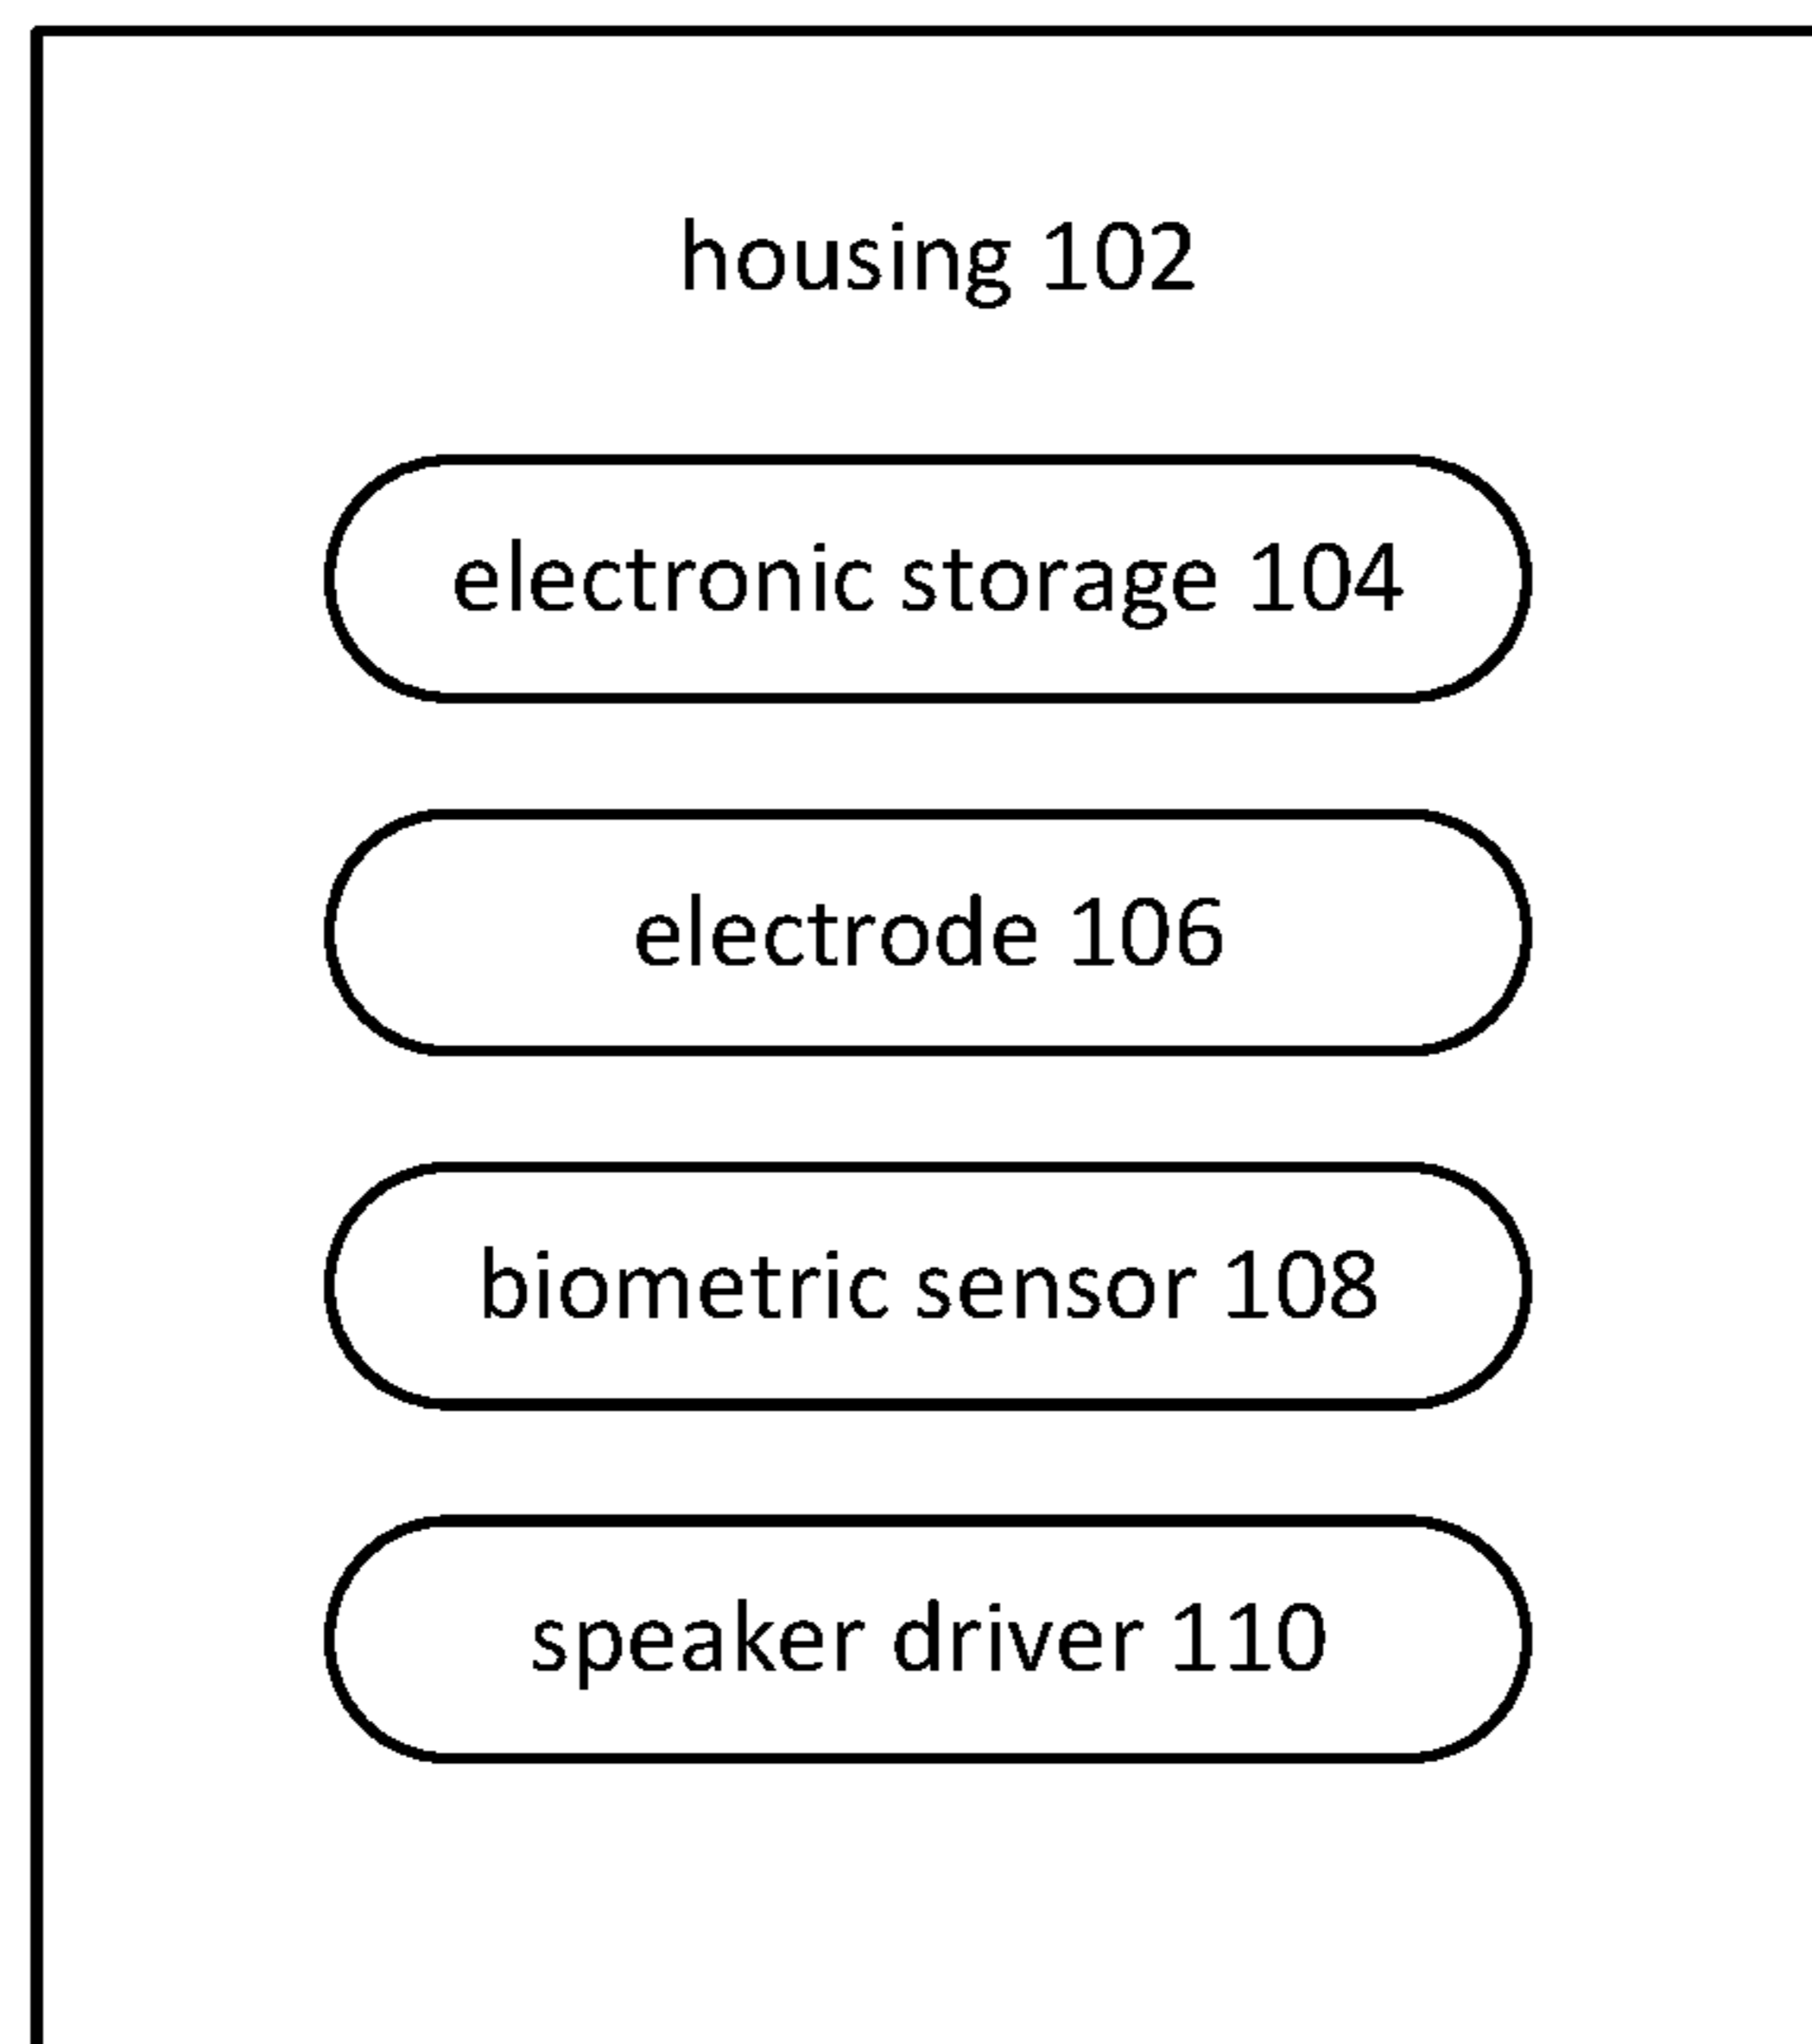 housing 102
electronic storage 104
electrode 106
biometric sensor 108
speaker driver 110